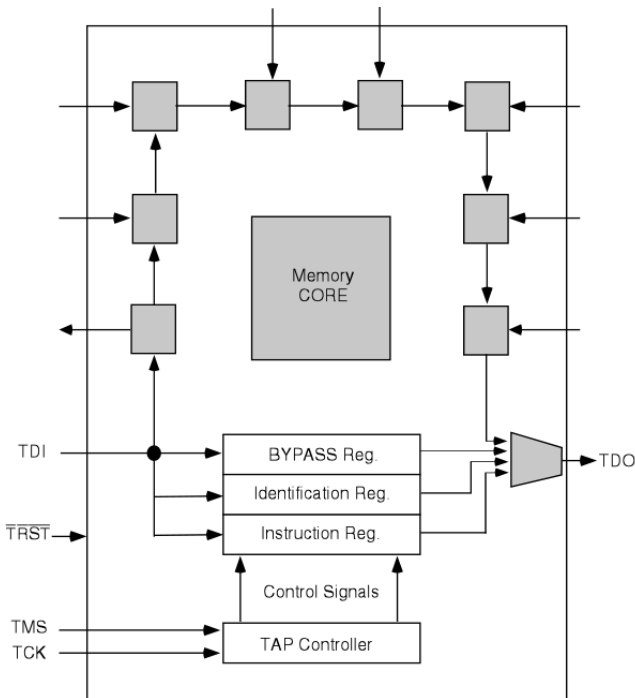 Memory
CORE
TDI
BYPASS Reg.
TDO
Identification Reg.
Instruction Reg.
TRST
Control Signals
TMS
TAP Controller
TCK